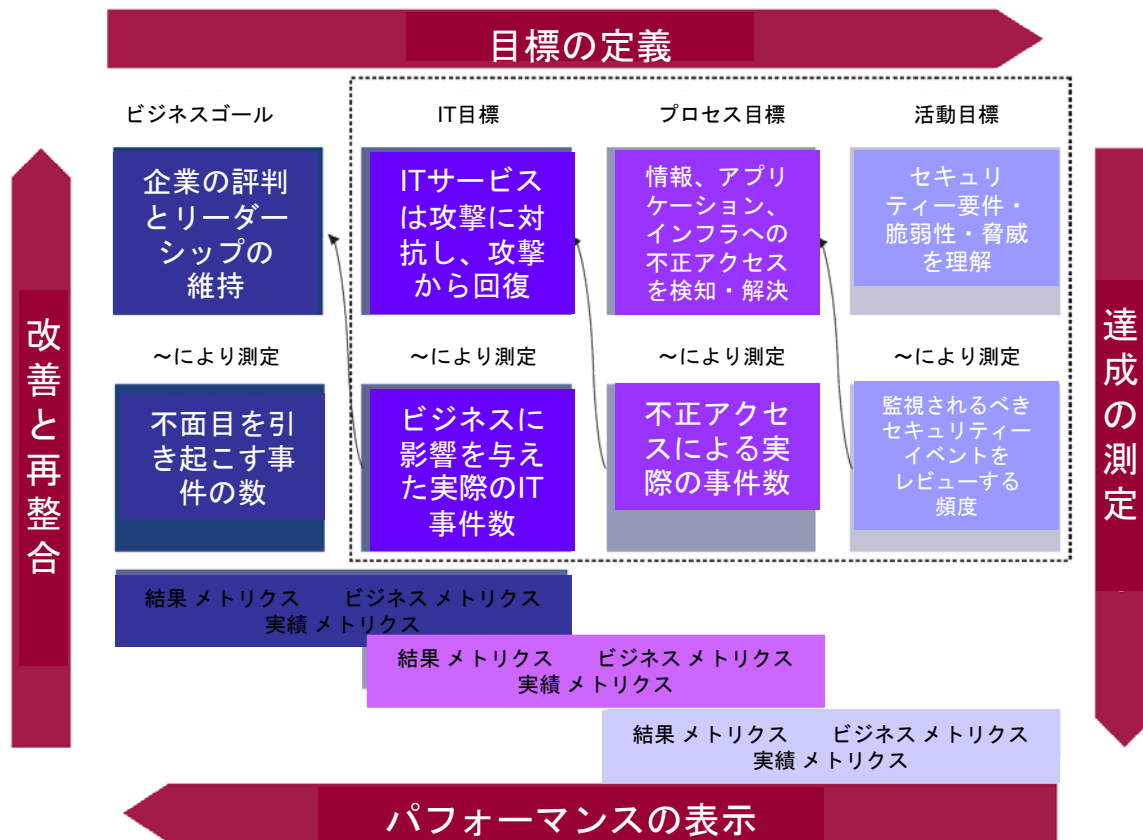 目標の定義
ビジネスゴール
IT目標
プロセス目標
活動目標
企業の評判
とリーダー
シップの
維持
ITサービス
は攻撃に対
抗し、攻撃
から回復
情報、アプリ
ケーション、
インフラへの
不正アクセス
を検知・解決
セキュリ
ティー要件・
脆弱性・脅威
を理解
～により測定
～により測定
～により測定
～により測定
不面目を引
き起こす事
件の数
ビジネスに
影響を与え
た実際のIT
事件数
不正アクセ
スによる実
際の事件数
監視されるべき
セキュリティー
イベントを
レビューする
頻度
改善と再整合
達成の測定
結果 メトリクス ビジネス メトリクス
実績 メトリクス
結果 メトリクス ビジネス メトリクス
実績 メトリクス
結果 メトリクス ビジネス メトリクス
実績 メトリクス
パフォーマンスの表示